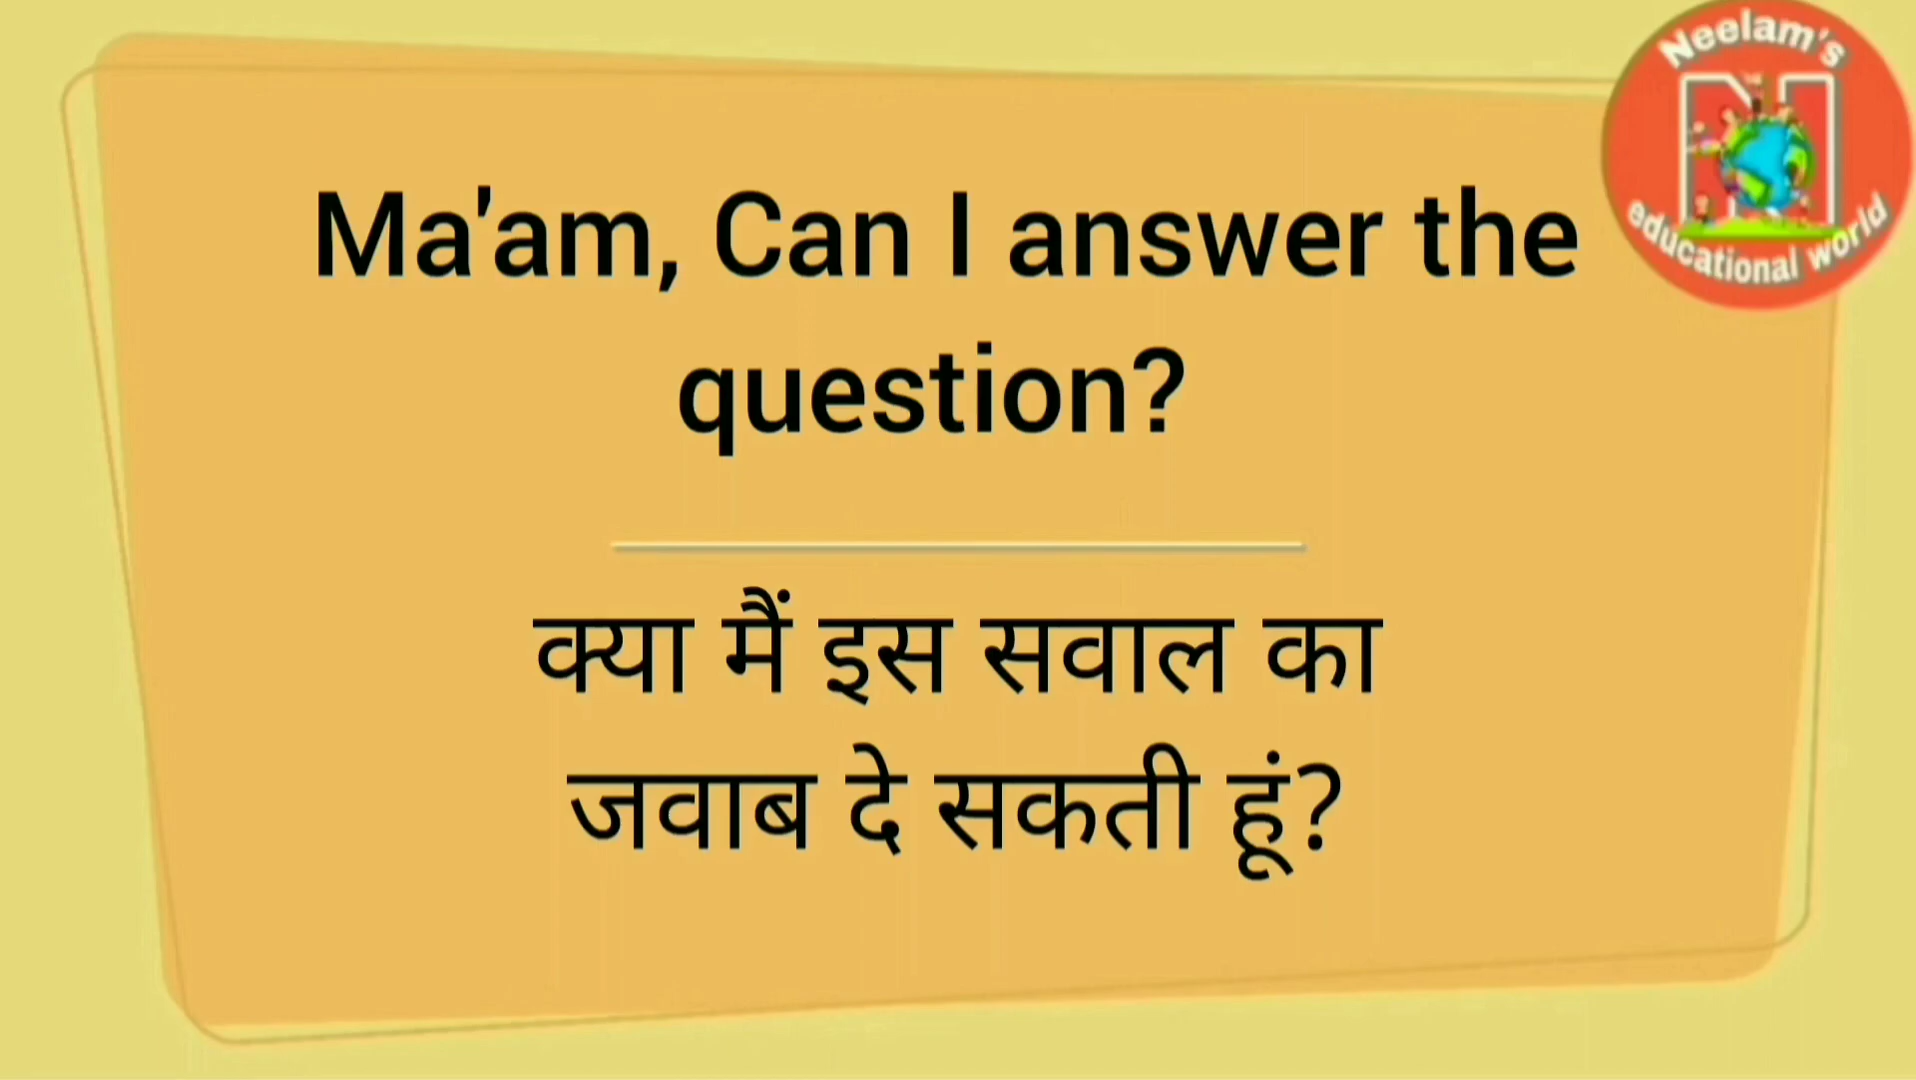 Neelam's
N
educational world
Ma'am, Can I answer the
question?
क्या मैं इस सवाल का
जवाब दे सकती हूं?